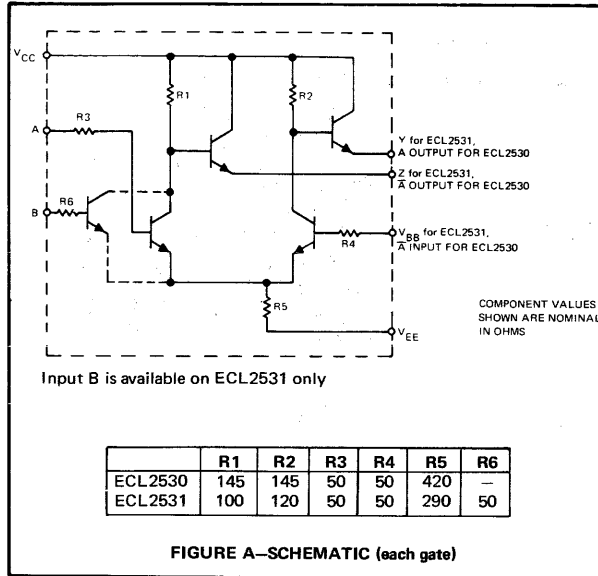 VCC
R1
R2
R3
A
Y for ECL2531,
A OUTPUT FOR ECL2530
Z for ECL2531,
A̅ OUTPUT FOR ECL2530
R6
B
VBB for ECL2531,
A̅ INPUT FOR ECL2530
R4
R5
COMPONENT VALUES
SHOWN ARE NOMINAL
IN OHMS
VEE
Input B is available on ECL2531 only
R1 R2 R3 R4 R5 R6
ECL2530 145 145 50 50 420 —
ECL2531 100 120 50 50 290 50
FIGURE A—SCHEMATIC (each gate)